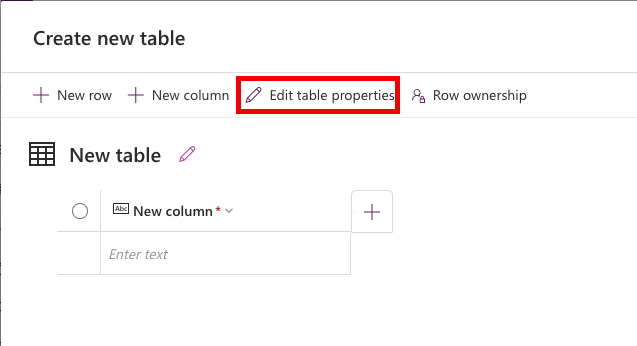 Create new table
New row New column Edit table properties Row ownership
New table
Abc New column *
Enter text